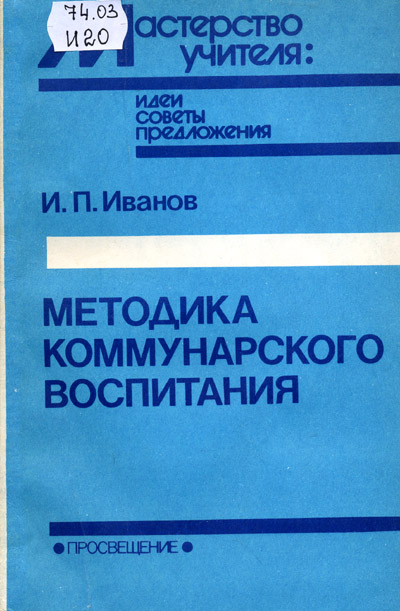 74.03
И20
Мастерство
учителя:
идеи
советы
предложения
И. П. Иванов
МЕТОДИКА
КОММУНАРСКОГО
ВОСПИТАНИЯ
• ПРОСВЕЩЕНИЕ •